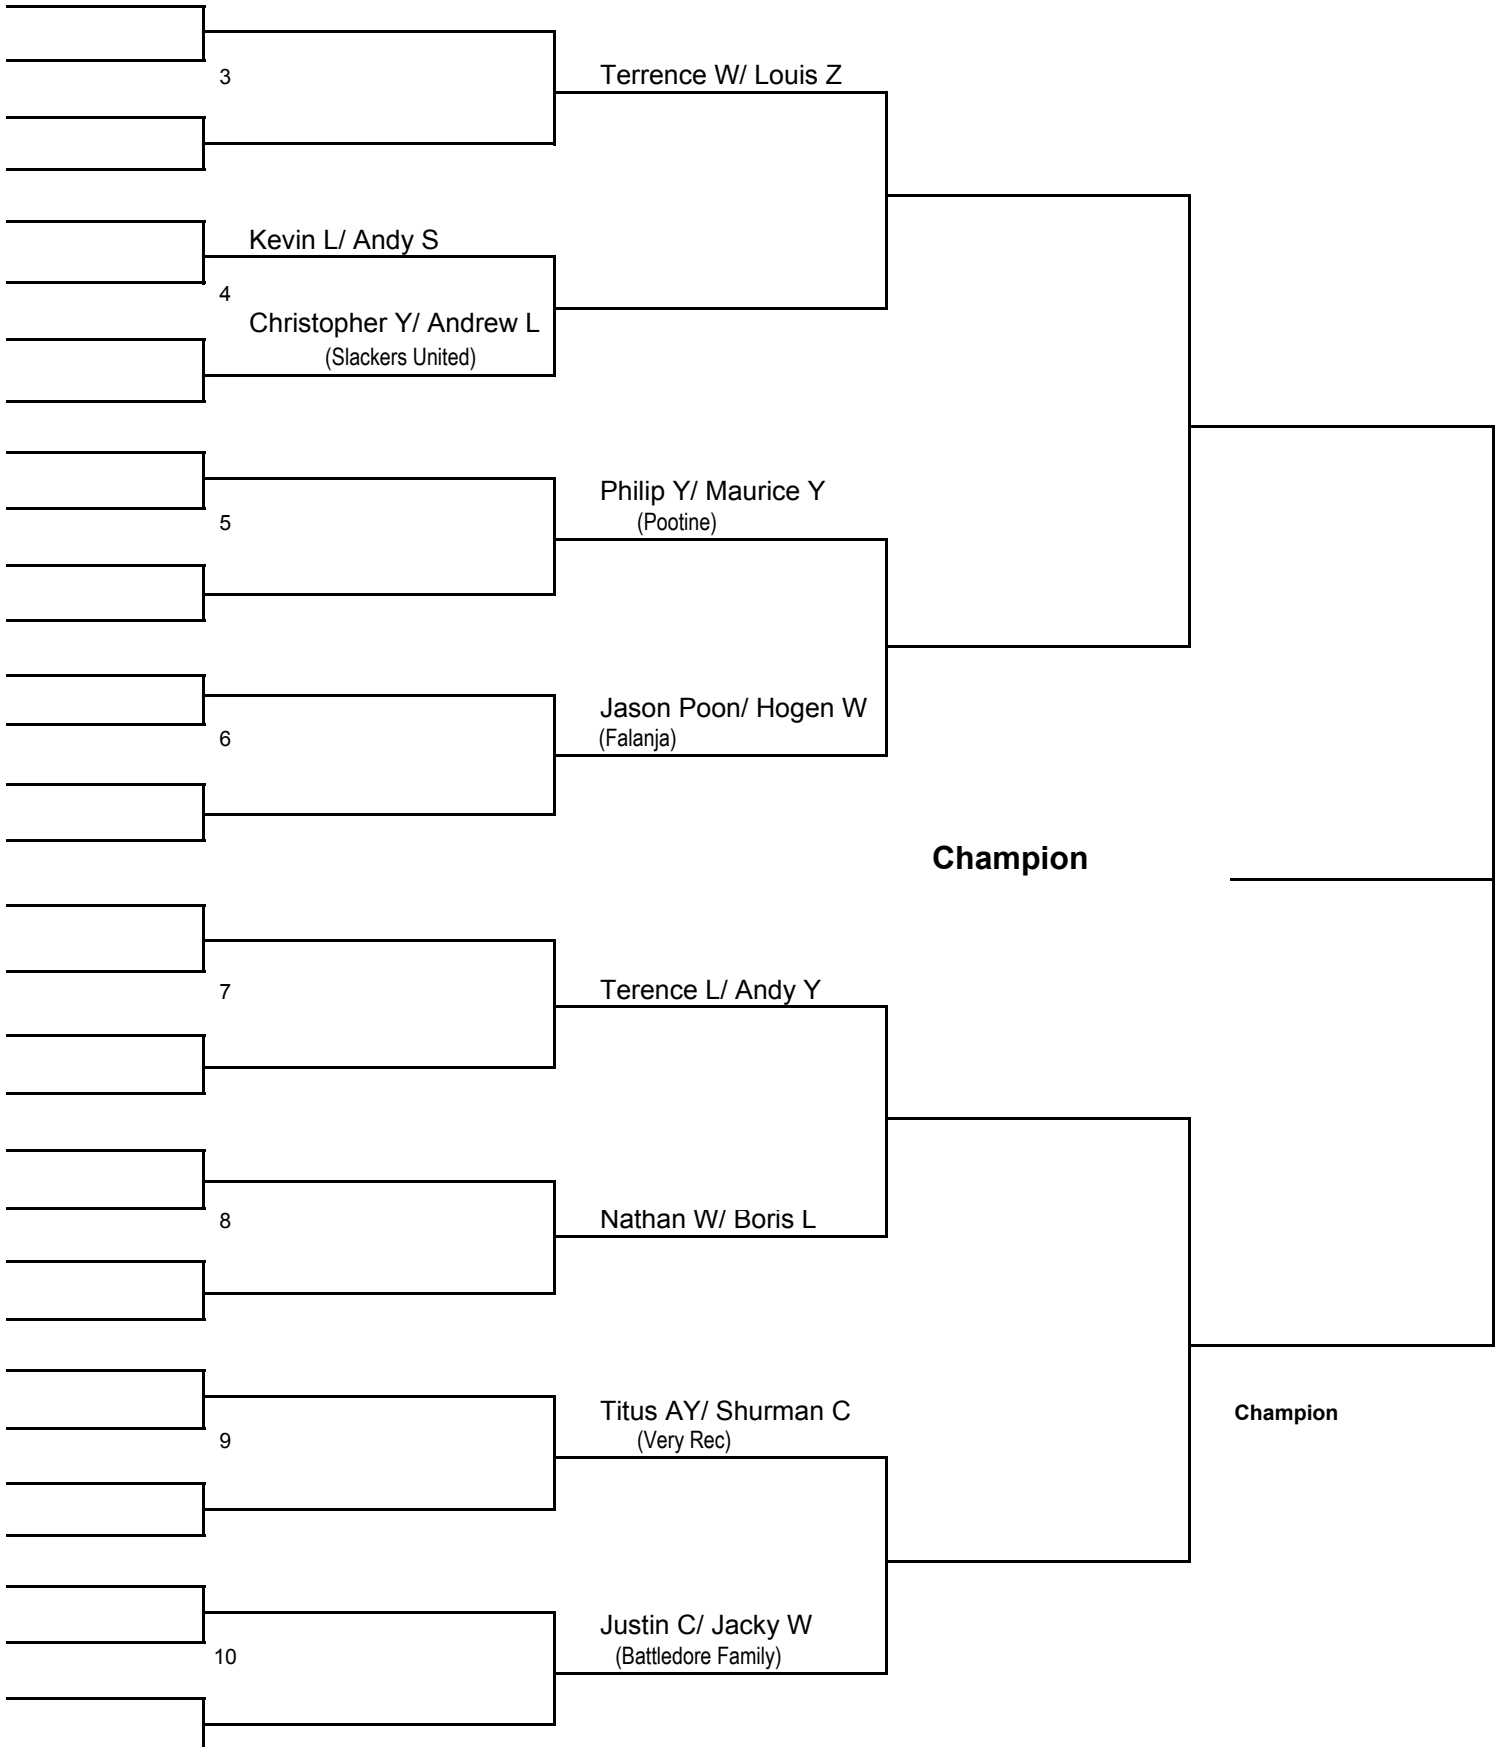 3
Terrence W/ Louis Z
Kevin L/ Andy S
4
Christopher Y/ Andrew L
(Slackers United)
Philip Y/ Maurice Y
5
(Pootine)
Jason Poon/ Hogen W
6
(Falanja)
Champion
7
Terence L/ Andy Y
8
Nathan W/ Boris L
Titus AY/ Shurman C
Champion
9
(Very Rec)
Justin C/ Jacky W
10
(Battledore Family)